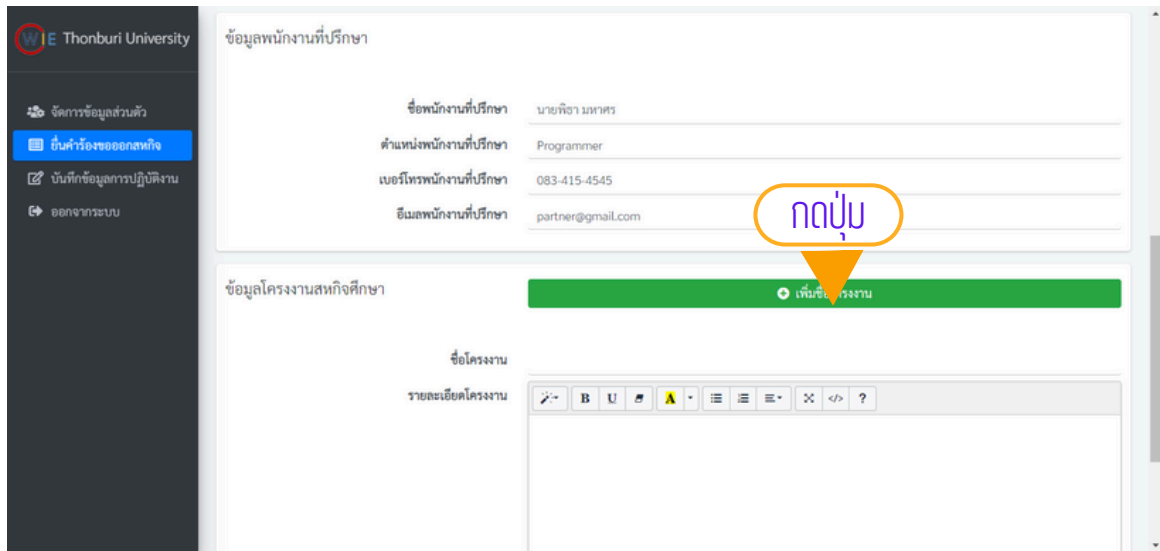 CWIE Thonburi University
จัดการข้อมูลส่วนตัว
ยื่นคำร้องขอออกสหกิจ
บันทึกข้อมูลการปฏิบัติงาน
ออกจากระบบ
ข้อมูลพนักงานที่ปรึกษา
ชื่อพนักงานที่ปรึกษา นายพิธา มหาศร
ตำแหน่งพนักงานที่ปรึกษา Programmer
เบอร์โทรพนักงานที่ปรึกษา 083-415-4545
อีเมลพนักงานที่ปรึกษา partner@gmail.com
กดปุ่ม
ข้อมูลโครงงานสหกิจศึกษา
ชื่อโครงงาน
รายละเอียดโครงงาน
B U A </> ?